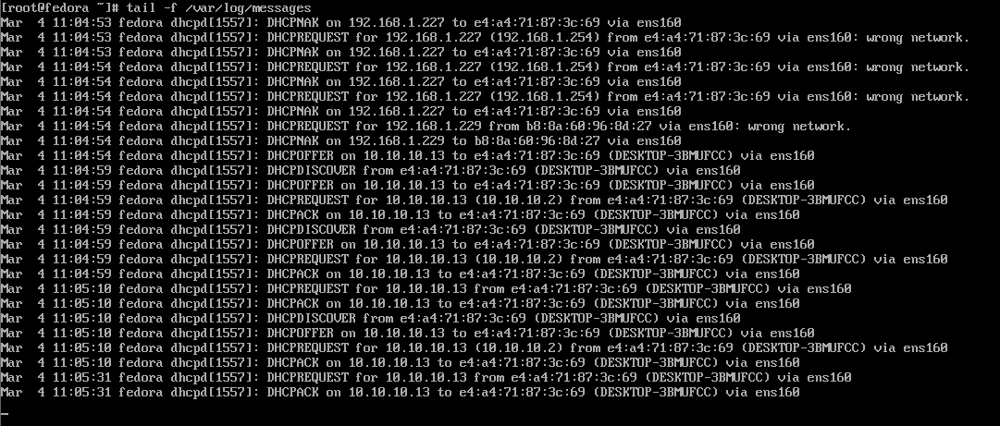 [root@fedora ~]# tail -f /var/log/messages
Mar  4 11:04:53 fedora dhcpd[1557]: DHCPNAK on 192.168.1.227 to e4:a4:71:87:3c:69 via ens160
Mar  4 11:04:53 fedora dhcpd[1557]: DHCPREQUEST for 192.168.1.227 (192.168.1.254) from e4:a4:71:87:3c:69 via ens160: wrong network.
Mar  4 11:04:53 fedora dhcpd[1557]: DHCPNAK on 192.168.1.227 to e4:a4:71:87:3c:69 via ens160
Mar  4 11:04:54 fedora dhcpd[1557]: DHCPREQUEST for 192.168.1.227 (192.168.1.254) from e4:a4:71:87:3c:69 via ens160: wrong network.
Mar  4 11:04:54 fedora dhcpd[1557]: DHCPNAK on 192.168.1.227 to e4:a4:71:87:3c:69 via ens160
Mar  4 11:04:54 fedora dhcpd[1557]: DHCPREQUEST for 192.168.1.227 (192.168.1.254) from e4:a4:71:87:3c:69 via ens160: wrong network.
Mar  4 11:04:54 fedora dhcpd[1557]: DHCPNAK on 192.168.1.227 to e4:a4:71:87:3c:69 via ens160
Mar  4 11:04:54 fedora dhcpd[1557]: DHCPREQUEST for 192.168.1.229 from b8:8a:60:96:8d:27 via ens160: wrong network.
Mar  4 11:04:54 fedora dhcpd[1557]: DHCPNAK on 192.168.1.229 to b8:8a:60:96:8d:27 via ens160
Mar  4 11:04:54 fedora dhcpd[1557]: DHCPOFFER on 10.10.10.13 to e4:a4:71:87:3c:69 (DESKTOP-3BMUFCC) via ens160
Mar  4 11:04:59 fedora dhcpd[1557]: DHCPDISCOVER from e4:a4:71:87:3c:69 (DESKTOP-3BMUFCC) via ens160
Mar  4 11:04:59 fedora dhcpd[1557]: DHCPOFFER on 10.10.10.13 to e4:a4:71:87:3c:69 (DESKTOP-3BMUFCC) via ens160
Mar  4 11:04:59 fedora dhcpd[1557]: DHCPREQUEST for 10.10.10.13 (10.10.10.2) from e4:a4:71:87:3c:69 (DESKTOP-3BMUFCC) via ens160
Mar  4 11:04:59 fedora dhcpd[1557]: DHCPACK on 10.10.10.13 to e4:a4:71:87:3c:69 (DESKTOP-3BMUFCC) via ens160
Mar  4 11:04:59 fedora dhcpd[1557]: DHCPDISCOVER from e4:a4:71:87:3c:69 (DESKTOP-3BMUFCC) via ens160
Mar  4 11:04:59 fedora dhcpd[1557]: DHCPOFFER on 10.10.10.13 to e4:a4:71:87:3c:69 (DESKTOP-3BMUFCC) via ens160
Mar  4 11:04:59 fedora dhcpd[1557]: DHCPREQUEST for 10.10.10.13 (10.10.10.2) from e4:a4:71:87:3c:69 (DESKTOP-3BMUFCC) via ens160
Mar  4 11:04:59 fedora dhcpd[1557]: DHCPACK on 10.10.10.13 to e4:a4:71:87:3c:69 (DESKTOP-3BMUFCC) via ens160
Mar  4 11:05:10 fedora dhcpd[1557]: DHCPREQUEST for 10.10.10.13 from e4:a4:71:87:3c:69 (DESKTOP-3BMUFCC) via ens160
Mar  4 11:05:10 fedora dhcpd[1557]: DHCPACK on 10.10.10.13 to e4:a4:71:87:3c:69 (DESKTOP-3BMUFCC) via ens160
Mar  4 11:05:10 fedora dhcpd[1557]: DHCPDISCOVER from e4:a4:71:87:3c:69 (DESKTOP-3BMUFCC) via ens160
Mar  4 11:05:10 fedora dhcpd[1557]: DHCPOFFER on 10.10.10.13 to e4:a4:71:87:3c:69 (DESKTOP-3BMUFCC) via ens160
Mar  4 11:05:10 fedora dhcpd[1557]: DHCPREQUEST for 10.10.10.13 (10.10.10.2) from e4:a4:71:87:3c:69 (DESKTOP-3BMUFCC) via ens160
Mar  4 11:05:10 fedora dhcpd[1557]: DHCPACK on 10.10.10.13 to e4:a4:71:87:3c:69 (DESKTOP-3BMUFCC) via ens160
Mar  4 11:05:31 fedora dhcpd[1557]: DHCPREQUEST for 10.10.10.13 from e4:a4:71:87:3c:69 (DESKTOP-3BMUFCC) via ens160
Mar  4 11:05:31 fedora dhcpd[1557]: DHCPACK on 10.10.10.13 to e4:a4:71:87:3c:69 (DESKTOP-3BMUFCC) via ens160